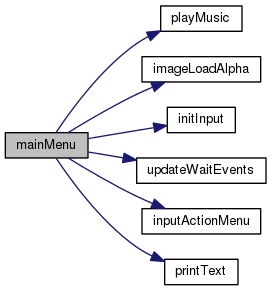 playMusic
imageLoadAlpha
initInput
mainMenu
updateWaitEvents
inputActionMenu
printText